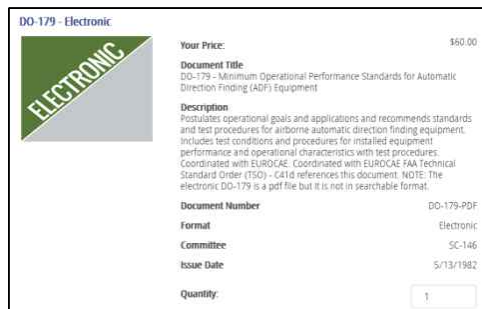 DO-179 - Electronic
ELECTRONIC
Your Price: $60.00
Document Title
DO-179 - Minimum Operational Performance Standards for Automatic
Direction Finding (ADF) Equipment
Description
Postulates operational goals and applications and recommends standards
and test procedures for airborne automatic direction finding equipment.
Includes test conditions and procedures for installed equipment
performance and operational characteristics with test procedures.
Coordinated with EUROCAE. Coordinated with EUROCAE FAA Technical
Standard Order (TSO) - C41d references this document. NOTE: The
electronic DO-179 is a pdf file but it is not in searchable format.
Document Number DO-179-PDF
Format Electronic
Committee SC-146
Issue Date 5/13/1982
Quantity: 1